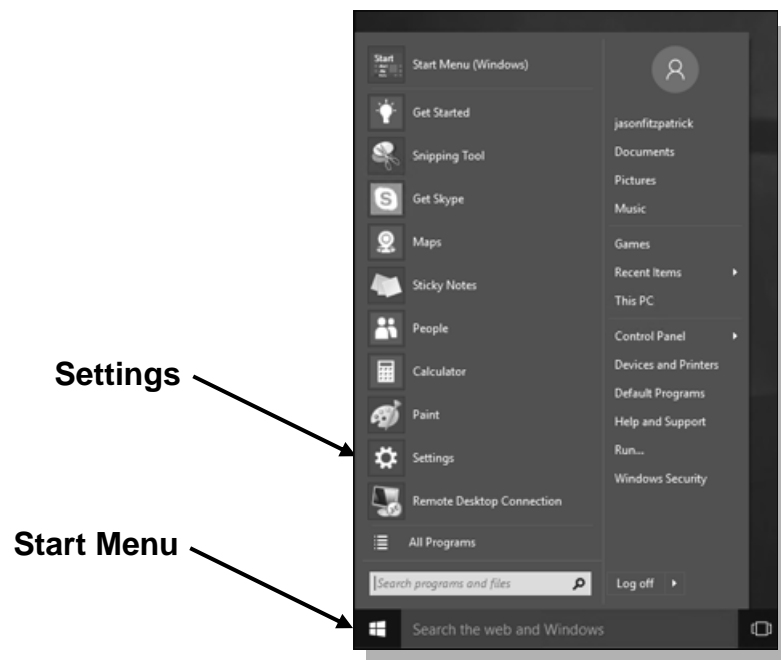 Start
Start Menu (Windows)
Get Started
Snipping Tool
S
Get Skype
Maps
Sticky Notes
People
Settings
Calculator
Paint
Settings
Remote Desktop Connection
Start Menu
All Programs
Search programs and files
Search the web and Windows
jasonfitzpatrick
Documents
Pictures
Music
Games
Recent Items
This PC
Control Panel
Devices and Printers
Default Programs
Help and Support
Run...
Windows Security
Log off